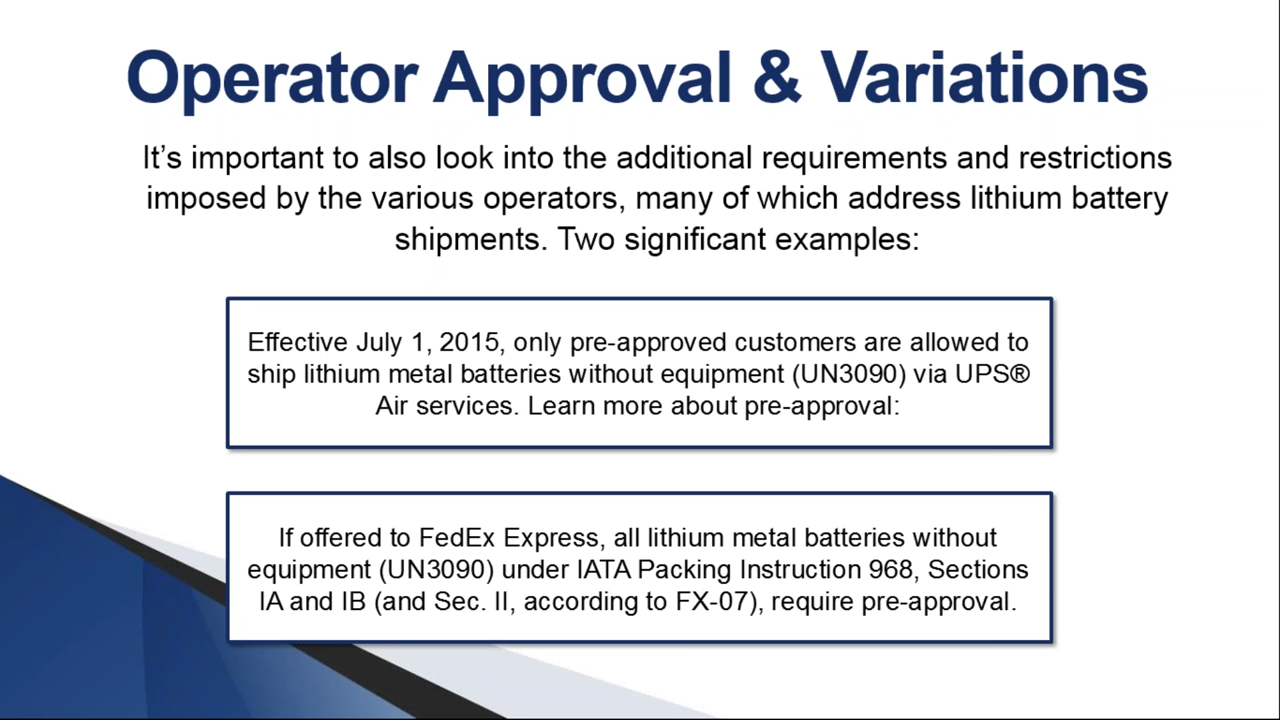 Operator Approval & Variations
It’s important to also look into the additional requirements and restrictions
imposed by the various operators, many of which address lithium battery
shipments. Two significant examples:
Effective July 1, 2015, only pre-approved customers are allowed to
ship lithium metal batteries without equipment (UN3090) via UPS®
Air services. Learn more about pre-approval:
If offered to FedEx Express, all lithium metal batteries without
equipment (UN3090) under IATA Packing Instruction 968, Sections
IA and IB (and Sec. II, according to FX-07), require pre-approval.